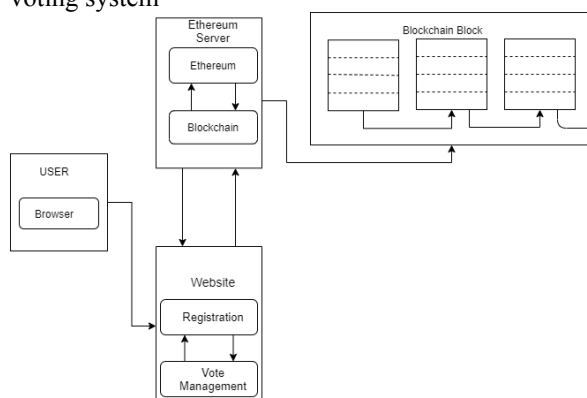 voting system
Ethereum
Server
Ethereum
Blockchain
Blockchain Block
USER
Browser
Website
Registration
Vote
Management